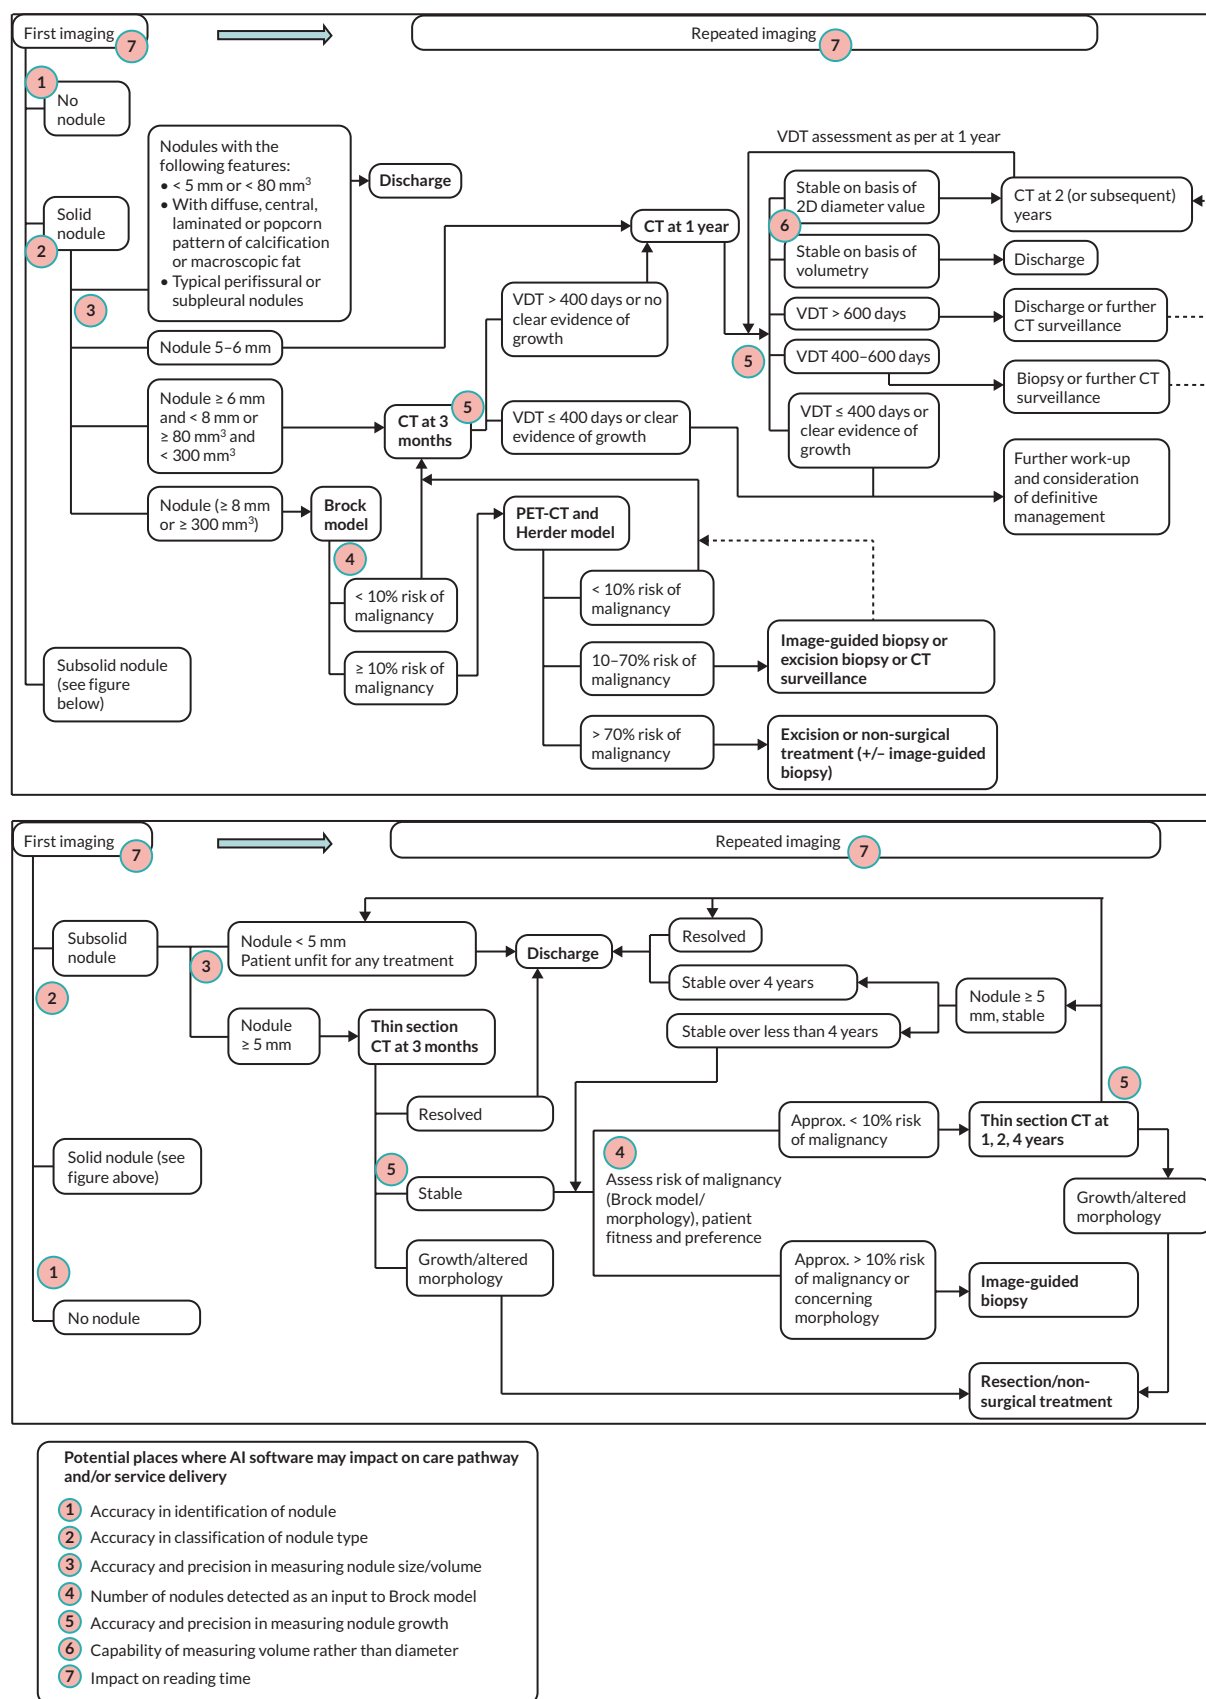 First imaging
7
Repeated imaging
7
1
No
nodule
Solid
nodule
2
3
Nodules with the
following features:
• < 5 mm or < 80 mm³
• With diffuse, central,
laminated or popcorn
pattern of calcification
or macroscopic fat
• Typical perifissural or
subpleural nodules
Discharge
Nodule 5–6 mm
Nodule ≥ 6 mm
and < 8 mm or
≥ 80 mm³ and
< 300 mm³
Nodule (≥ 8 mm
or ≥ 300 mm³)
Brock
model
4
< 10% risk of
malignancy
≥ 10% risk of
malignancy
CT at 3
months
5
VDT > 400 days or no
clear evidence of
growth
VDT ≤ 400 days or clear
evidence of growth
CT at 1 year
PET-CT and
Herder model
< 10% risk of
malignancy
10–70% risk of
malignancy
> 70% risk of
malignancy
Image-guided biopsy or
excision biopsy or CT
surveillance
Excision or non-surgical
treatment (+/– image-guided
biopsy)
VDT assessment as per at 1 year
5
6
Stable on basis of
2D diameter value
Stable on basis of
volumetry
VDT > 600 days
VDT 400–600 days
VDT ≤ 400 days or
clear evidence of
growth
CT at 2 (or subsequent)
years
Discharge
Discharge or further
CT surveillance
Biopsy or further CT
surveillance
Further work-up
and consideration
of definitive
management
Subsolid nodule
(see figure
below)
First imaging
7
Repeated imaging
7
Subsolid
nodule
2
3
Nodule < 5 mm
Patient unfit for any treatment
Discharge
Nodule
≥ 5 mm
Thin section
CT at 3 months
Resolved
5
Stable
Growth/altered
morphology
Resolved
Stable over 4 years
Stable over less than 4 years
Nodule ≥ 5
mm, stable
4
Assess risk of malignancy
(Brock model/
morphology), patient
fitness and preference
Approx. < 10% risk
of malignancy
Approx. > 10% risk
of malignancy or
concerning
morphology
5
Thin section CT at
1, 2, 4 years
Growth/altered
morphology
Image-guided
biopsy
Resection/non-
surgical treatment
Solid nodule (see
figure above)
1
No nodule
Potential places where AI software may impact on care pathway
and/or service delivery
1 Accuracy in identification of nodule
2 Accuracy in classification of nodule type
3 Accuracy and precision in measuring nodule size/volume
4 Number of nodules detected as an input to Brock model
5 Accuracy and precision in measuring nodule growth
6 Capability of measuring volume rather than diameter
7 Impact on reading time